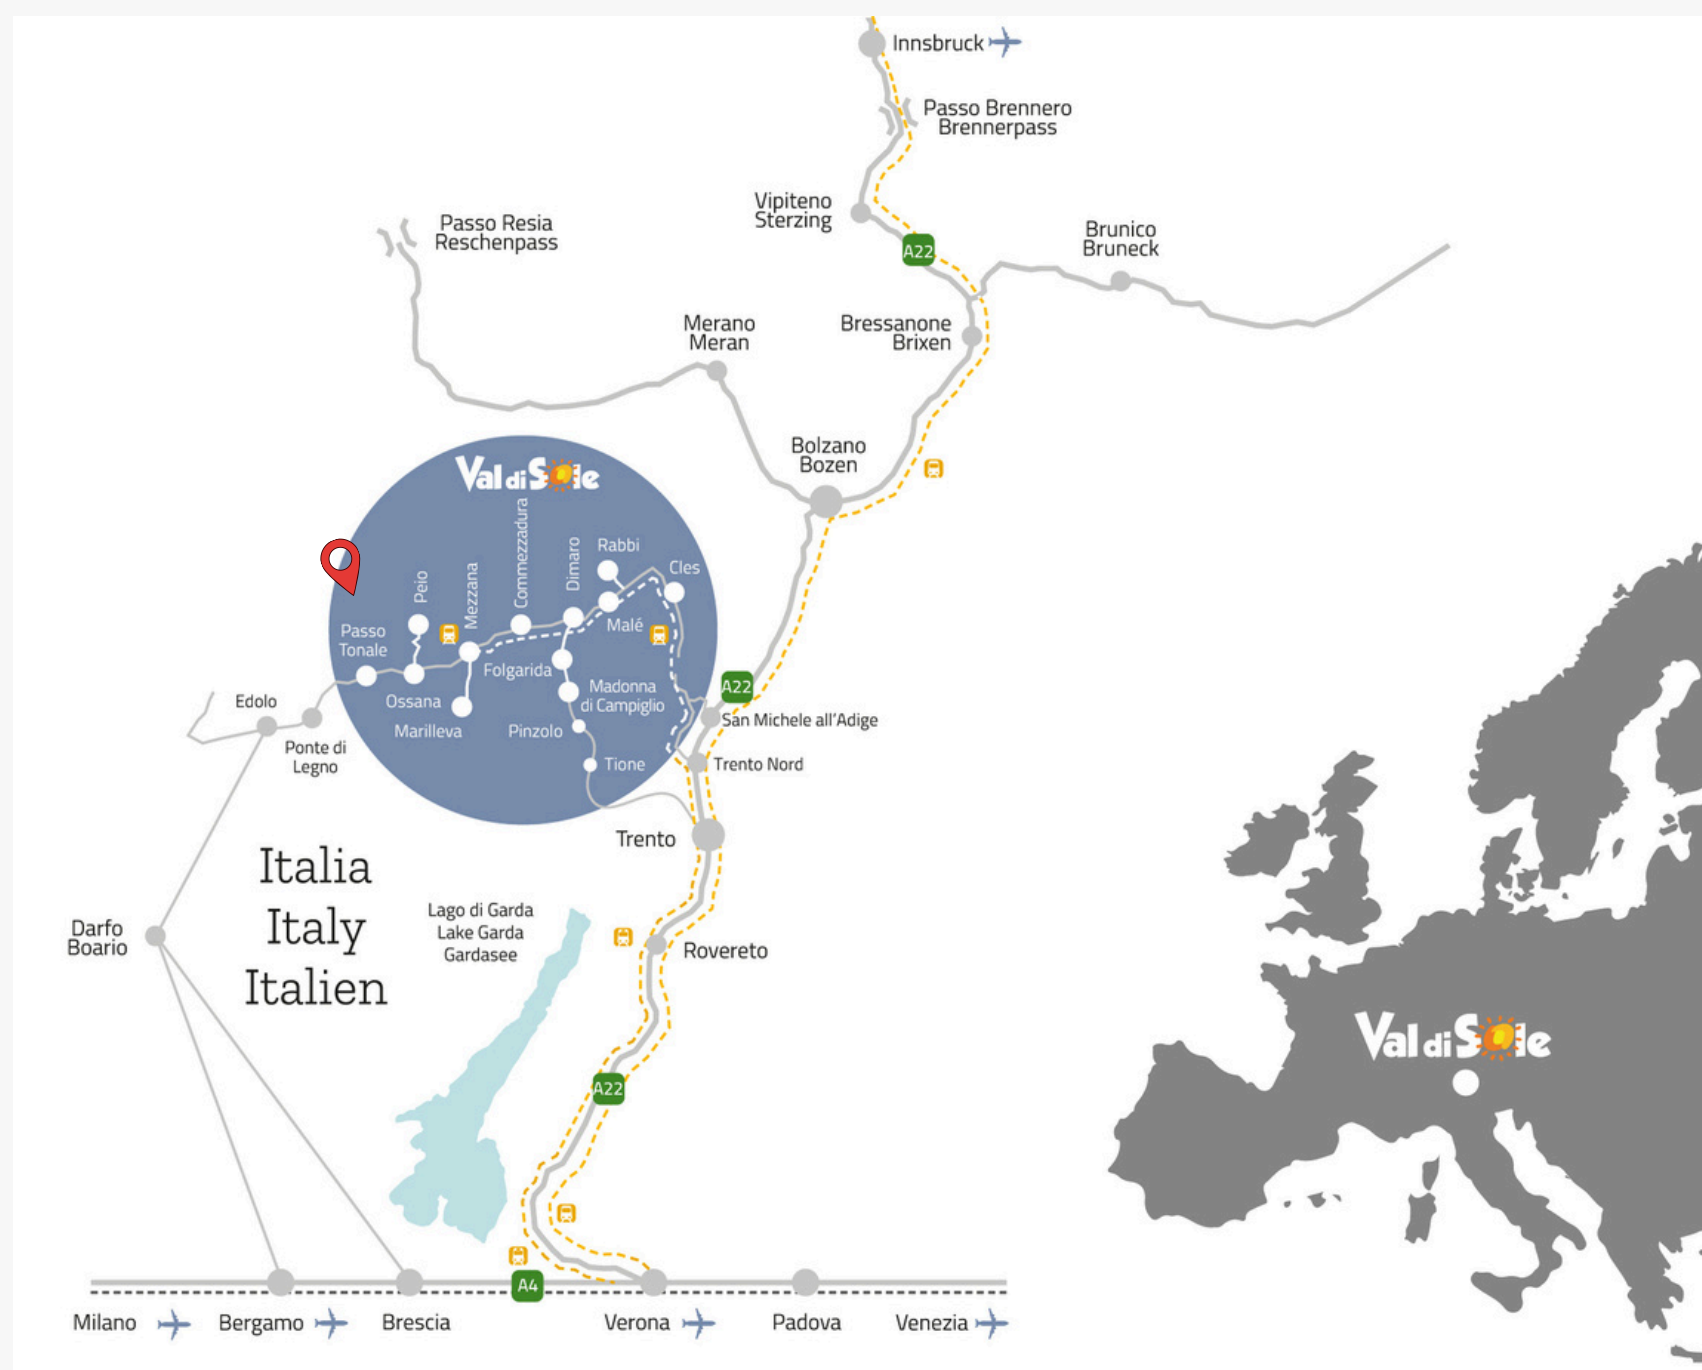 Innsbruck
Passo Brennero
Brennerpass
Vipiteno
Sterzing
Passo Resia
Reschenpass
A22
Brunico
Bruneck
Merano
Meran
Bressanone
Brixen
Bolzano
Bozen
Val di Sole
Commezzadura
Dimaro
Rabbi
Cles
Peio
Mezzana
Malé
Passo
Tonale
Folgarida
Ossana
Marilleva
Madonna
di Campiglio
Pinzolo
Tione
A22
San Michele all'Adige
Trento Nord
Edolo
Ponte di
Legno
Trento
Italia
Italy
Italien
Lago di Garda
Lake Garda
Gardasee
Darfo
Boario
Rovereto
Val di Sole
A22
A4
Milano
Bergamo
Brescia
Verona
Padova
Venezia